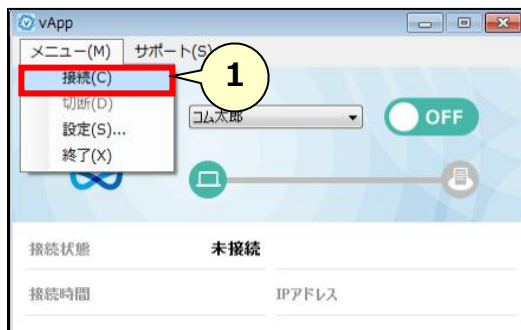 vApp
メニュー(M) サポート(S)
接続(C)
1
切断(D)
設定(S)...
終了(X)
コム太郎
OFF
接続状態 未接続
接続時間 IPアドレス